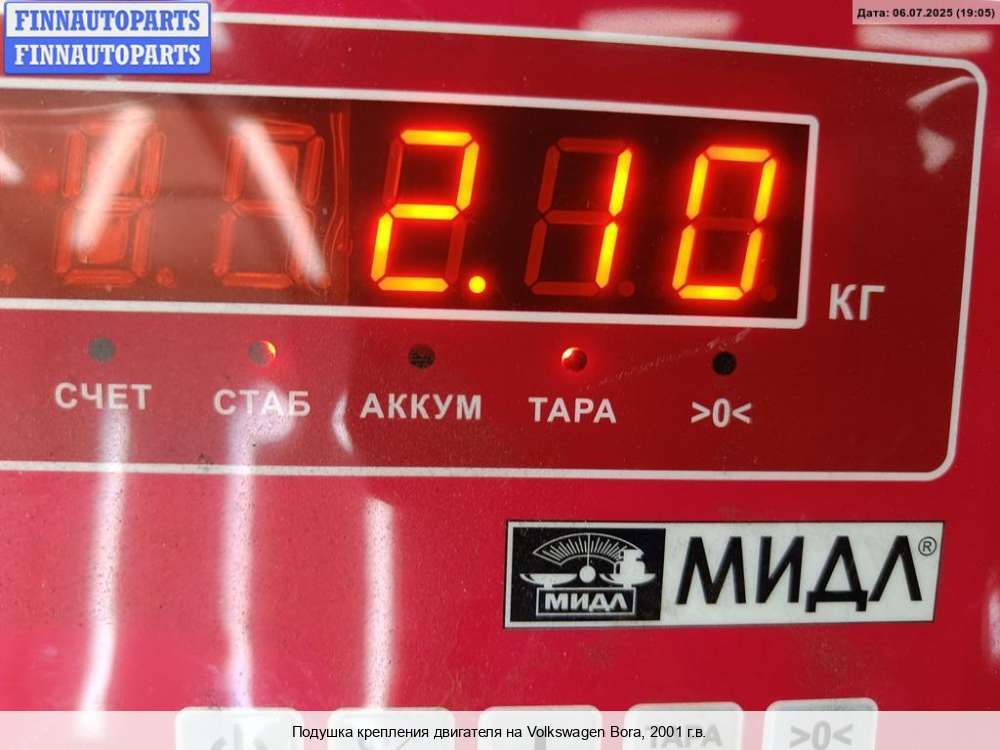 FINNAUTOPARTS
FINNAUTOPARTS
Дата: 06.07.2025 (19:05)
2.10
КГ
СЧЕТ СТАБ АККУМ ТАРА >0<
МИДЛ
МИДЛ®
ТАРА >0<
Подушка крепления двигателя на Volkswagen Bora, 2001 г.в.